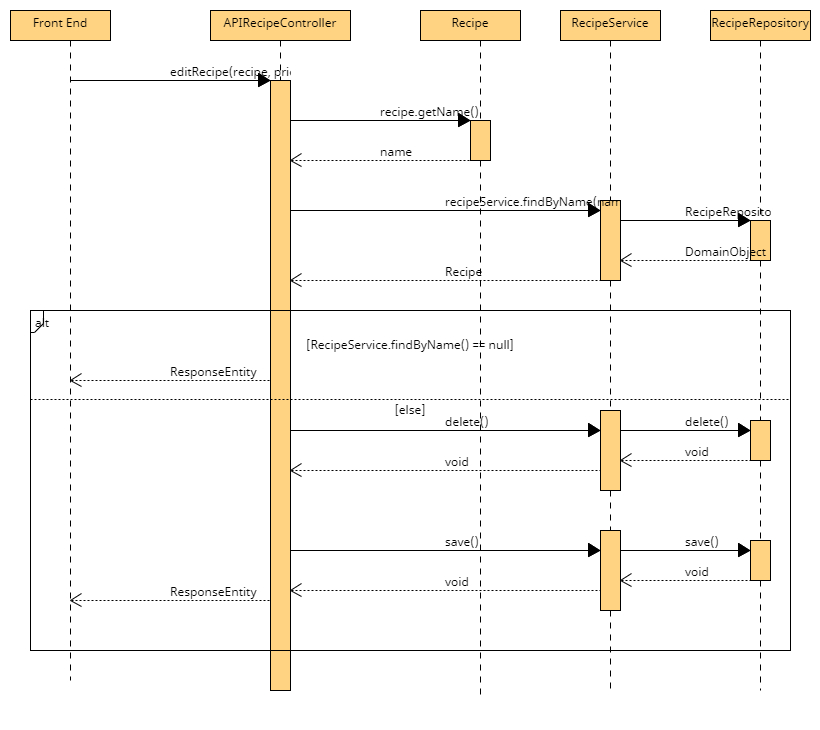 Front End
APIRecipeController
Recipe
RecipeService
RecipeRepository
editRecipe(recipe,
recipe.getName()
name
recipeService.findByName(nam
RecipeReposito
DomainObject
Recipe
alt
[RecipeService.findByName() == null]
ResponseEntity
[else]
delete()
delete()
void
void
save()
save()
void
void
ResponseEntity